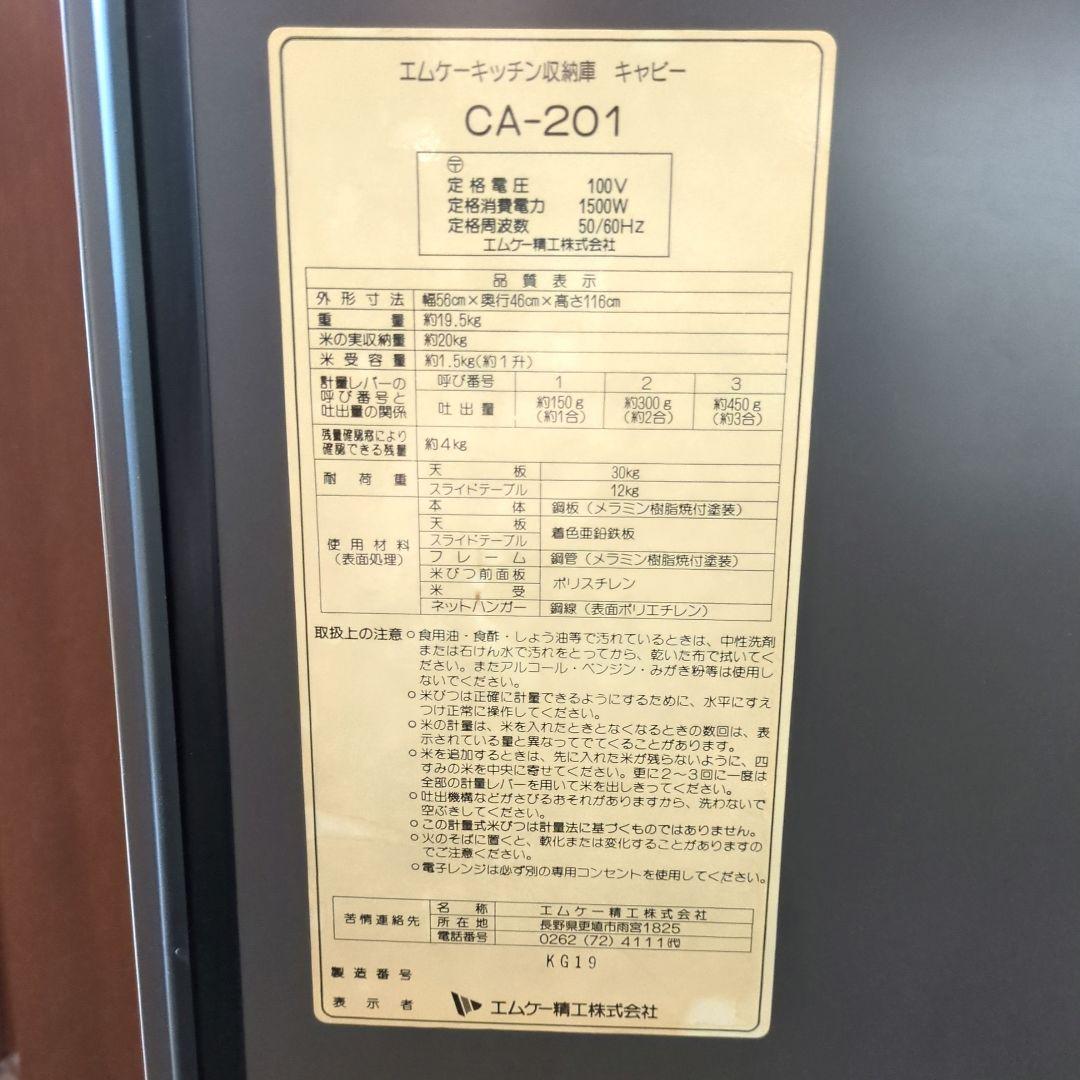 エムケーキッチン収納庫 キャビー
CA-201
〒
定格電圧 100V
定格消費電力 1500W
定格周波数 50/60Hz
エムケー精工株式会社
品質表示
外形寸法 幅56cm×奥行46cm×高さ116cm
重量 約19.5kg
米の実収納量 約20kg
米受容量 約1.5kg(約1升)
計量レバーの呼び番号と吐出量の関係 呼び番号 1 2 3
吐出量 約150g(約1合) 約300g(約2合) 約450g(約3合)
残量確認窓により確認できる残量 約4kg
耐荷重 天板 30kg
スライドテーブル 12kg
使用材料(表面処理) 本体 鋼板(メラミン樹脂焼付塗装)
天板 スライドテーブル 着色亜鉛鉄板
フレーム 鋼管(メラミン樹脂焼付塗装)
米びつ前面板 米受 ポリスチレン
ネットハンガー 鋼線(表面ポリエチレン)
取扱上の注意 ○食用油・食酢・しょう油等で汚れているときは、中性洗剤
または石けん水で汚れをとってから、乾いた布で拭いてく
ださい。またアルコール・ベンジン・みがき粉等は使用し
ないでください。
○米びつは正確に計量できるようにするために、水平にすえ
つけ正常に操作してください。
○米の計量は、米を入れたときとなくなるときの数回は、表
示されている量と異なってでてくることがあります。
○米を追加するときは、先に入れた米が残らないように、四
すみの米を中央に寄せてください。更に2〜3回に一度は
全部の計量レバーを用いて米を出しきってください。
○吐出機構などがさびるおそれがありますから、洗わないで
空ぶきしてください。
○この計量式米びつは計量法に基づくものではありません。
○火のそばに置くと、軟化または変化することがありますの
でご注意ください。
○電子レンジは必ず別の専用コンセントを使用してください。
苦情連絡先 名称 エムケー精工株式会社
所在地 長野県更埴市雨宮1825
電話番号 0262(72)4111㈹
製造番号 KG19
表示者 エムケー精工株式会社